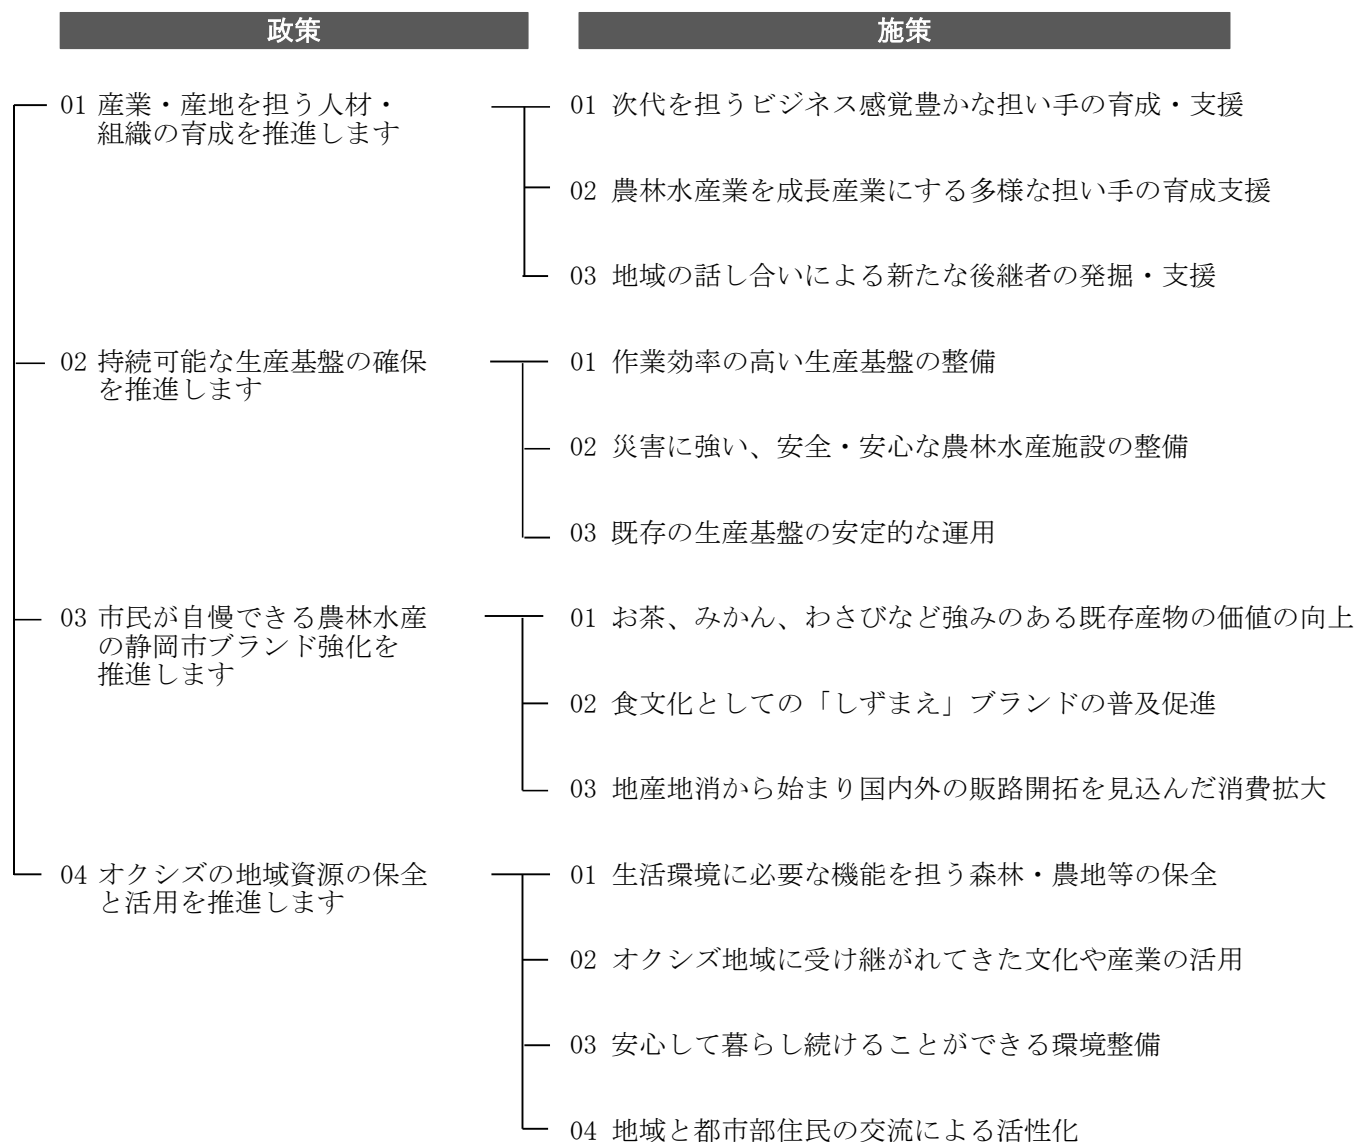 政策
施策
01 産業・産地を担う人材・
組織の育成を推進します
01 次代を担うビジネス感覚豊かな担い手の育成・支援
02 農林水産業を成長産業にする多様な担い手の育成支援
03 地域の話し合いによる新たな後継者の発掘・支援
02 持続可能な生産基盤の確保
を推進します
01 作業効率の高い生産基盤の整備
02 災害に強い、安全・安心な農林水産施設の整備
03 既存の生産基盤の安定的な運用
03 市民が自慢できる農林水産
の静岡市ブランド強化を
推進します
01 お茶、みかん、わさびなど強みのある既存産物の価値の向上
02 食文化としての「しずまえ」ブランドの普及促進
03 地産地消から始まり国内外の販路開拓を見込んだ消費拡大
04 オクシズの地域資源の保全
と活用を推進します
01 生活環境に必要な機能を担う森林・農地等の保全
02 オクシズ地域に受け継がれてきた文化や産業の活用
03 安心して暮らし続けることができる環境整備
04 地域と都市部住民の交流による活性化